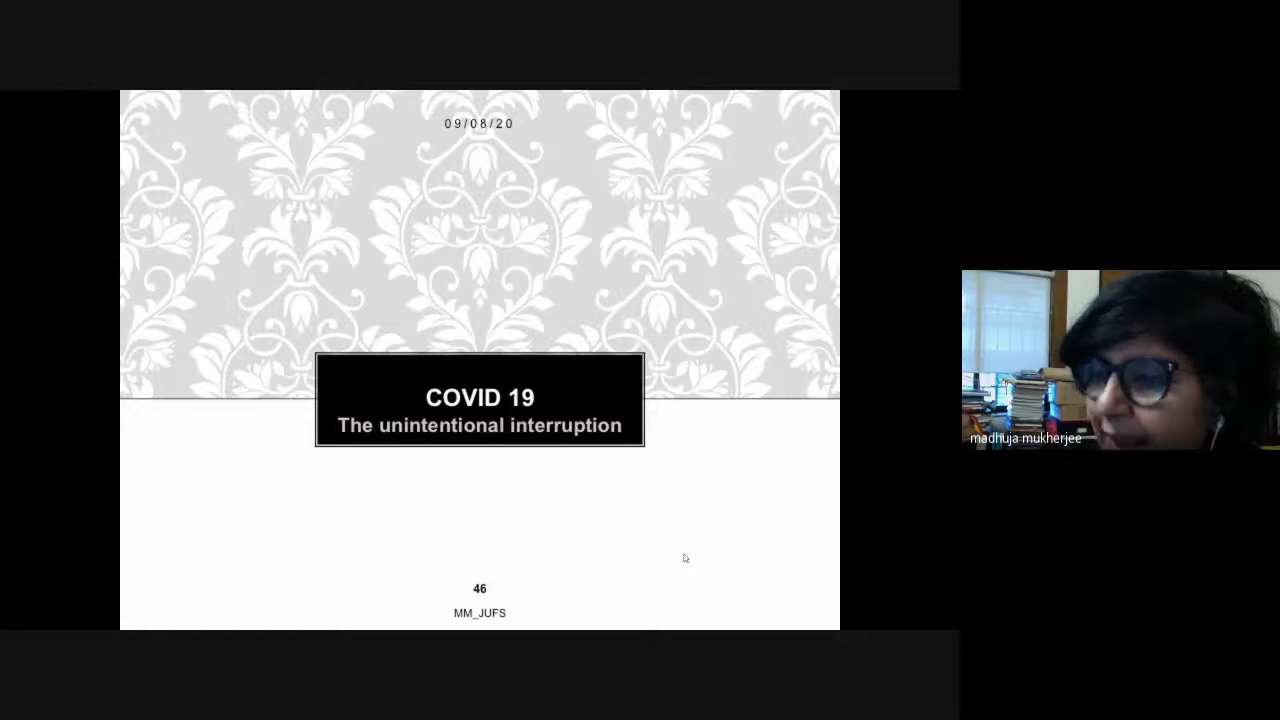 09/08/20
COVID 19
The unintentional interruption
46
MM_JUFS
madhuja mukherjee